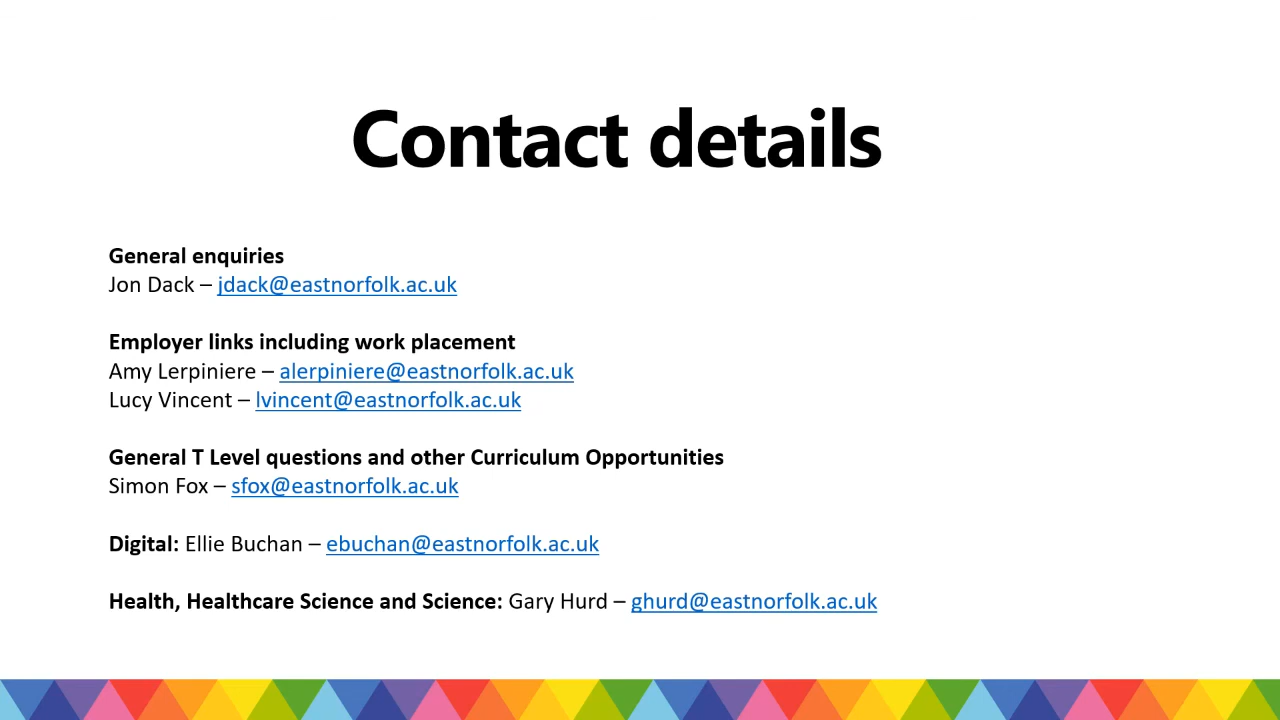 Contact details
General enquiries
Jon Dack – jdack@eastnorfolk.ac.uk
Employer links including work placement
Amy Lerpiniere – alerpiniere@eastnorfolk.ac.uk
Lucy Vincent – lvincent@eastnorfolk.ac.uk
General T Level questions and other Curriculum Opportunities
Simon Fox – sfox@eastnorfolk.ac.uk
Digital: Ellie Buchan – ebuchan@eastnorfolk.ac.uk
Health, Healthcare Science and Science: Gary Hurd – ghurd@eastnorfolk.ac.uk